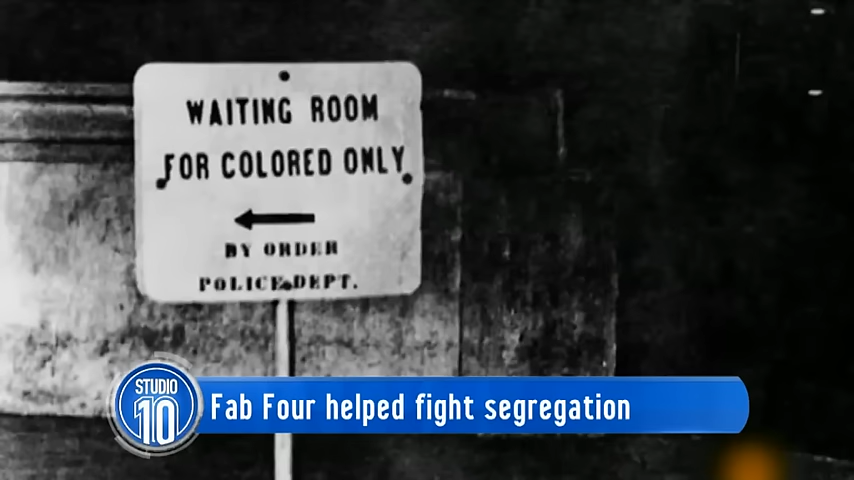 WAITING ROOM
FOR COLORED ONLY
BY ORDER
POLICE DEPT.
STUDIO
10
Fab Four helped fight segregation